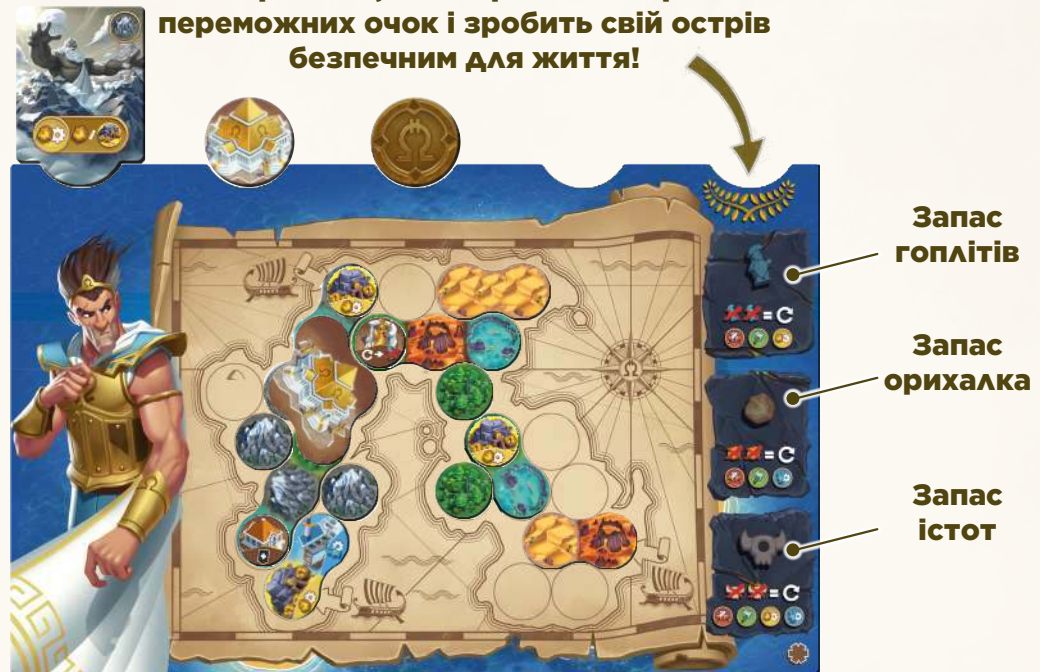 переможних очок і зробить свій острів
безпечним для життя!
Запас
гоплітів
Запас
орихалка
Запас
істот